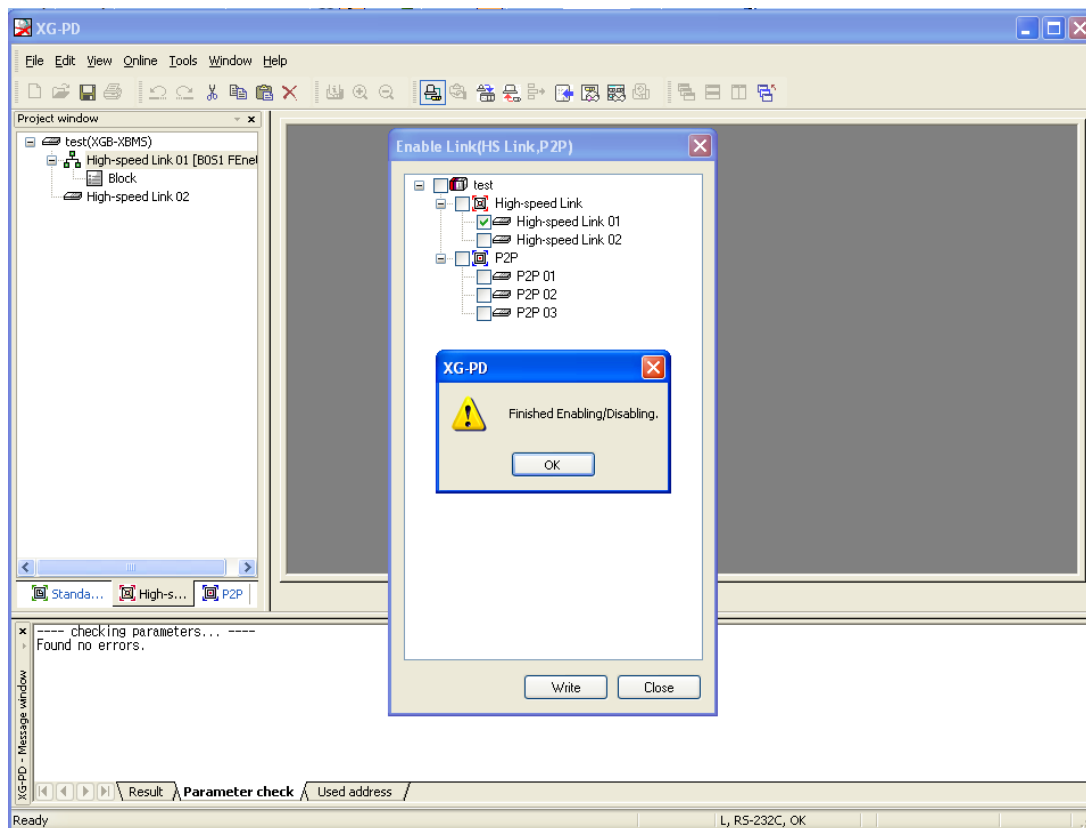 XG-PD
File Edit View Online Tools Window Help
Project window
test(XGB-XBMS)
High-speed Link 01 [B0S1 FEnet
Block
High-speed Link 02
Standa... High-s... P2P
Enable Link(HS Link,P2P)
test
High-speed Link
High-speed Link 01
High-speed Link 02
P2P
P2P 01
P2P 02
P2P 03
XG-PD
Finished Enabling/Disabling.
OK
Write Close
---- checking parameters... ----
Found no errors.
XG-PD - Message window
Result Parameter check Used address
Ready L, RS-232C, OK